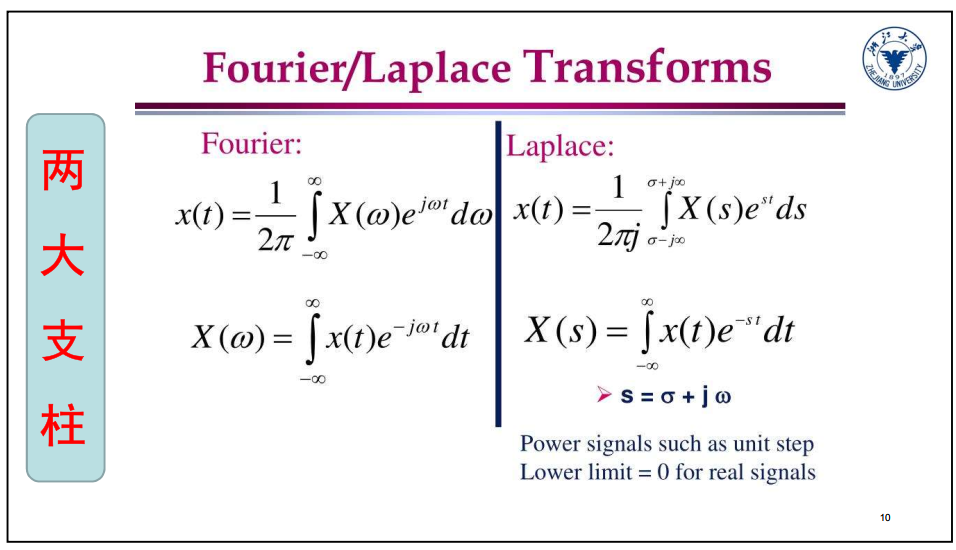 Fourier/Laplace Transforms
浙江大学
ZHEJIANG UNIVERSITY
1897
两
大
支
柱
Fourier:
x(t) = \frac{1}{2\pi} \int_{-\infty}^{\infty} X(\omega)e^{j\omega t}d\omega
X(\omega) = \int_{-\infty}^{\infty} x(t)e^{-j\omega t}dt
Laplace:
x(t) = \frac{1}{2\pi j} \int_{\sigma-j\infty}^{\sigma+j\infty} X(s)e^{st}ds
X(s) = \int_{-\infty}^{\infty} x(t)e^{-st}dt
➢ s = σ + j ω
Power signals such as unit step
Lower limit = 0 for real signals
10